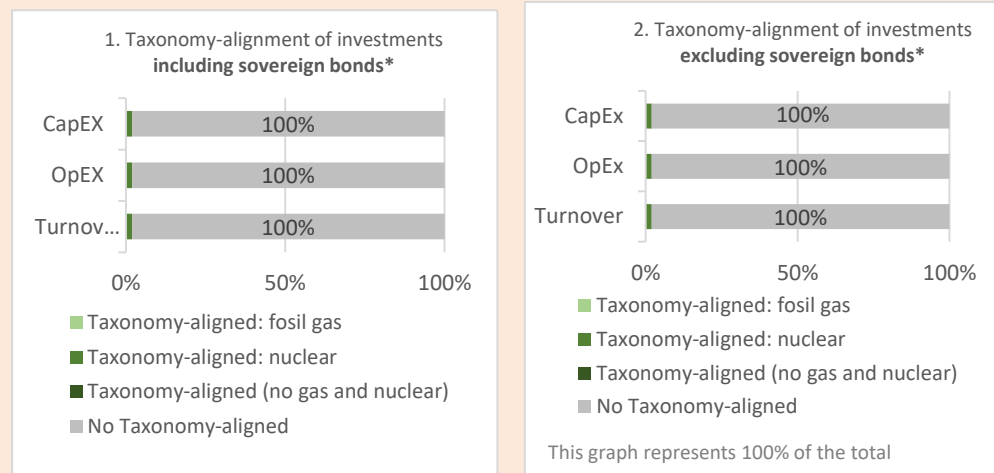 1. Taxonomy-alignment of investments
including sovereign bonds*
CapEX
100%
OpEX
100%
Turnov...
100%
0%
50%
100%
Taxonomy-aligned: fosil gas
Taxonomy-aligned: nuclear
Taxonomy-aligned (no gas and nuclear)
No Taxonomy-aligned
2. Taxonomy-alignment of investments
excluding sovereign bonds*
CapEx
100%
OpEx
100%
Turnover
100%
0%
50%
100%
Taxonomy-aligned: fosil gas
Taxonomy-aligned: nuclear
Taxonomy-aligned (no gas and nuclear)
No Taxonomy-aligned
This graph represents 100% of the total